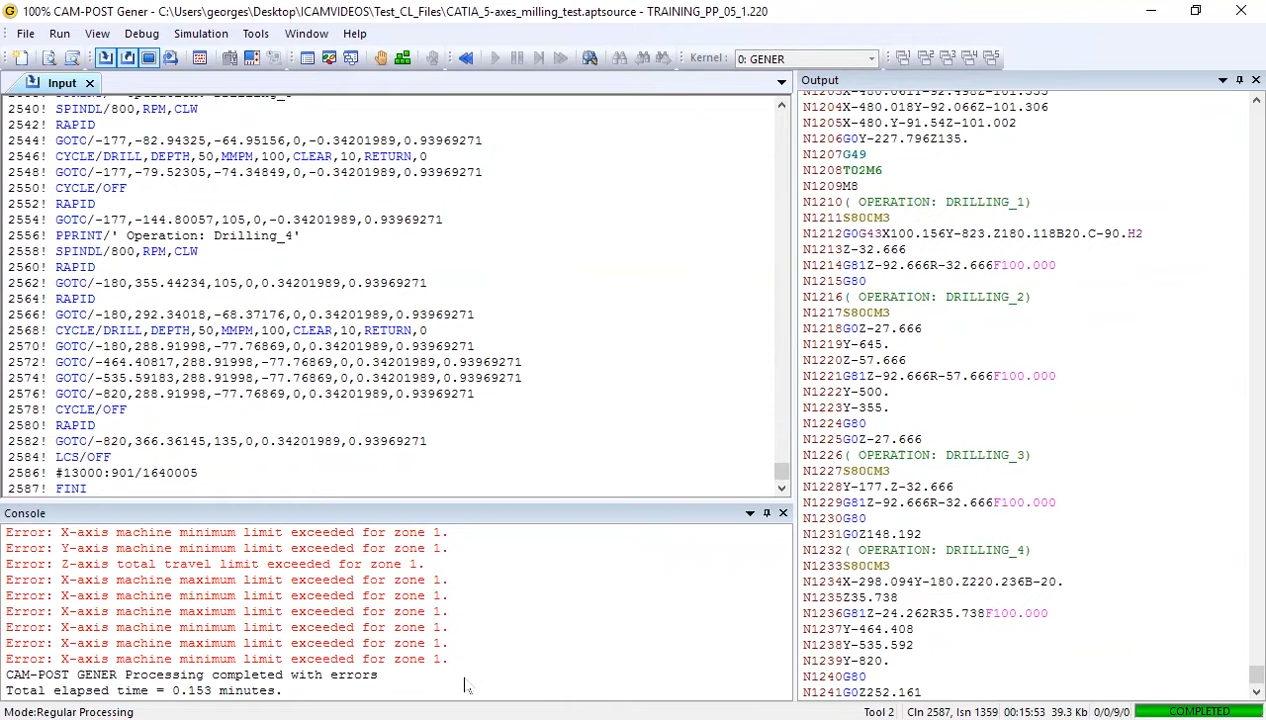 100% CAM-POST Gener - C:\Users\georges\Desktop\ICAMVIDEOS\Test_CL_Files\CATIA_5-axes_milling_test.aptsource - TRAINING_PP_05_1.220
File Run View Debug Simulation Tools Window Help
Kernel: 0: GENER
Input
2540! SPINDL/800,RPM,CLW
2542! RAPID
2544! GOTO/-177,-82.94325,-64.95156,0,-0.34201989,0.93969271
2546! CYCLE/DRILL,DEPTH,50,MMPM,100,CLEAR,10,RETURN,0
2548! GOTO/-177,-79.52305,-74.34849,0,-0.34201989,0.93969271
2550! CYCLE/OFF
2552! RAPID
2554! GOTO/-177,-144.80057,105,0,-0.34201989,0.93969271
2556! PPRINT/' Operation: Drilling_4'
2558! SPINDL/800,RPM,CLW
2560! RAPID
2562! GOTO/-180,355.44234,105,0,0.34201989,0.93969271
2564! RAPID
2566! GOTO/-180,292.34018,-68.37176,0,0.34201989,0.93969271
2568! CYCLE/DRILL,DEPTH,50,MMPM,100,CLEAR,10,RETURN,0
2570! GOTO/-180,288.91998,-77.76869,0,0.34201989,0.93969271
2572! GOTO/-464.40817,288.91998,-77.76869,0,0.34201989,0.93969271
2574! GOTO/-535.59183,288.91998,-77.76869,0,0.34201989,0.93969271
2576! GOTO/-820,288.91998,-77.76869,0,0.34201989,0.93969271
2578! CYCLE/OFF
2580! RAPID
2582! GOTO/-820,366.36145,135,0,0.34201989,0.93969271
2584! LCS/OFF
2586! #13000:901/1640005
2587! FINI
Console
Error: X-axis machine minimum limit exceeded for zone 1.
Error: Y-axis machine minimum limit exceeded for zone 1.
Error: Z-axis total travel limit exceeded for zone 1.
Error: X-axis machine maximum limit exceeded for zone 1.
Error: X-axis machine minimum limit exceeded for zone 1.
Error: X-axis machine maximum limit exceeded for zone 1.
Error: X-axis machine minimum limit exceeded for zone 1.
Error: X-axis machine maximum limit exceeded for zone 1.
Error: X-axis machine minimum limit exceeded for zone 1.
CAM-POST GENER Processing completed with errors
Total elapsed time = 0.153 minutes.
Output
N1204X-480.018Y-92.066Z-101.306
N1205X-480.Y-91.54Z-101.002
N1206G0Y-227.796Z135.
N1207G49
N1208T02M6
N1209M8
N1210( OPERATION: DRILLING_1)
N1211S800M3
N1212G0G43X100.156Y-823.Z180.118B20.C-90.H2
N1213Z-32.666
N1214G81Z-92.666R-32.666F100.000
N1215G80
N1216( OPERATION: DRILLING_2)
N1217S800M3
N1218G0Z-27.666
N1219Y-645.
N1220Z-57.666
N1221G81Z-92.666R-57.666F100.000
N1222Y-500.
N1223Y-355.
N1224G80
N1225G0Z-27.666
N1226( OPERATION: DRILLING_3)
N1227S800M3
N1228Y-177.Z-32.666
N1229G81Z-92.666R-32.666F100.000
N1230G80
N1231G0Z148.192
N1232( OPERATION: DRILLING_4)
N1233S800M3
N1234X-298.094Y-180.Z220.236B-20.
N1235Z35.738
N1236G81Z-24.262R35.738F100.000
N1237Y-464.408
N1238Y-535.592
N1239Y-820.
N1240G80
N1241G0Z252.161
Mode:Regular Processing Tool 2 Cln 2587, Isn 1359 00:15:53 39.3 Kb 0/0/9/0 COMPLETED